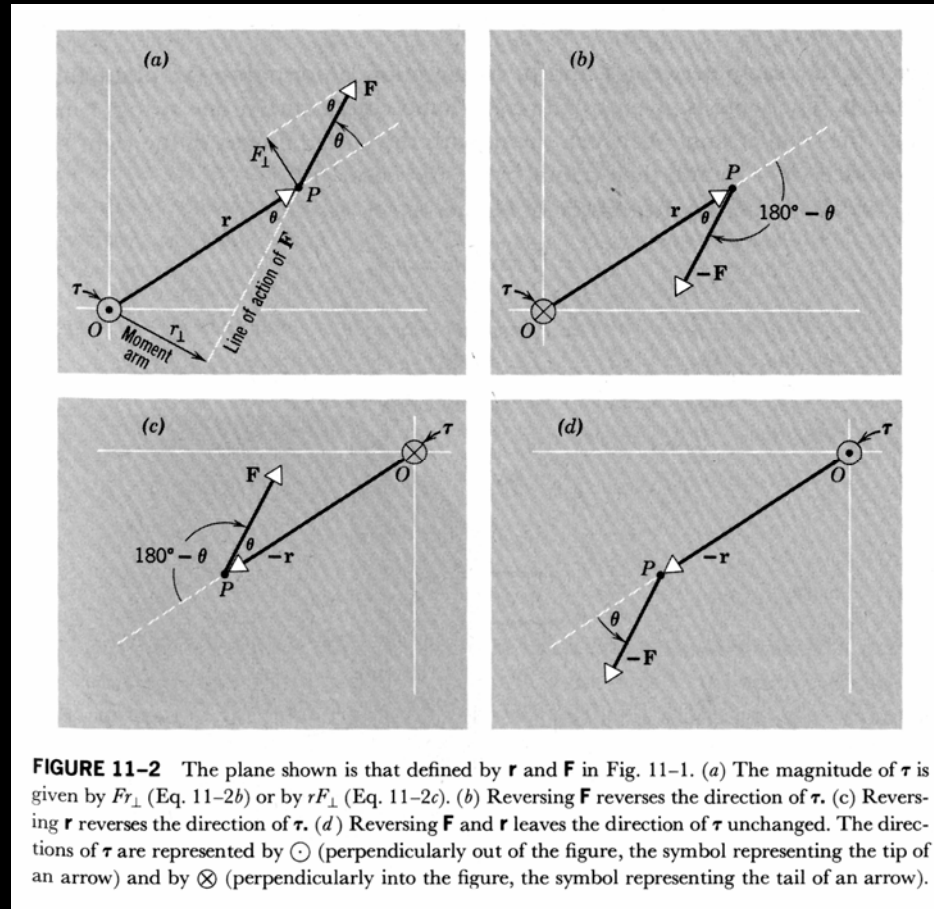 (a)
F
θ
θ
F⊥
P
r
θ
Line of action of F
τ
O
r⊥
Moment
arm
(b)
P
r
θ
180° − θ
−F
τ
O
(c)
τ
F
O
θ
180° − θ
−r
P
(d)
τ
O
−r
P
θ
−F
FIGURE 11–2 The plane shown is that defined by r and F in Fig. 11–1. (a) The magnitude of τ is
given by Fr⊥ (Eq. 11–2b) or by rF⊥ (Eq. 11–2c). (b) Reversing F reverses the direction of τ. (c) Revers-
ing r reverses the direction of τ. (d) Reversing F and r leaves the direction of τ unchanged. The direc-
tions of τ are represented by ⊙ (perpendicularly out of the figure, the symbol representing the tip of
an arrow) and by ⊗ (perpendicularly into the figure, the symbol representing the tail of an arrow).